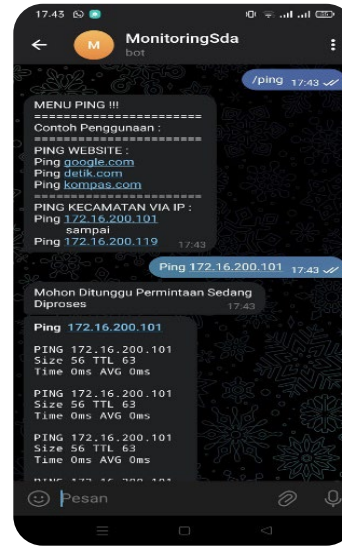 17.43
M
MonitoringSda
bot
/ping 17:43
MENU PING !!!
========================
Contoh Penggunaan :
========================
PING WEBSITE :
Ping google.com
Ping detik.com
Ping kompas.com
========================
PING KECAMATAN VIA IP :
Ping 172.16.200.101
sampai
Ping 172.16.200.119 17:43
Ping 172.16.200.101 17:43
Mohon Ditunggu Permintaan Sedang
Diproses 17:43
Ping 172.16.200.101
PING 172.16.200.101
Size 56 TTL 63
Time 0ms AVG 0ms
PING 172.16.200.101
Size 56 TTL 63
Time 0ms AVG 0ms
PING 172.16.200.101
Size 56 TTL 63
Time 0ms AVG 0ms
PING 172.16.200.101
Pesan